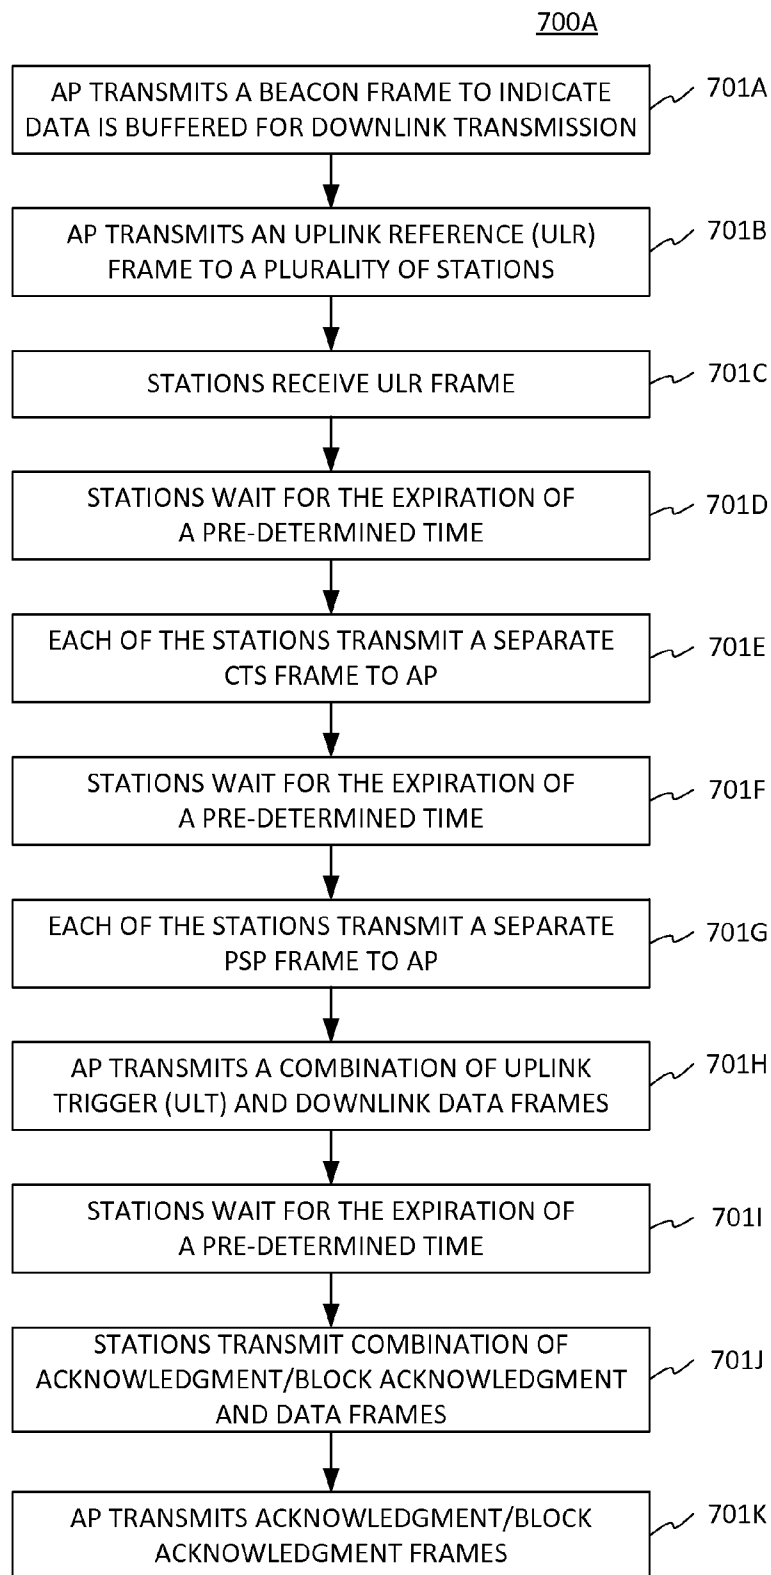 700A
AP TRANSMITS A BEACON FRAME TO INDICATE
DATA IS BUFFERED FOR DOWNLINK TRANSMISSION
701A
AP TRANSMITS AN UPLINK REFERENCE (ULR)
FRAME TO A PLURALITY OF STATIONS
701B
STATIONS RECEIVE ULR FRAME
701C
STATIONS WAIT FOR THE EXPIRATION OF
A PRE-DETERMINED TIME
701D
EACH OF THE STATIONS TRANSMIT A SEPARATE
CTS FRAME TO AP
701E
STATIONS WAIT FOR THE EXPIRATION OF
A PRE-DETERMINED TIME
701F
EACH OF THE STATIONS TRANSMIT A SEPARATE
PSP FRAME TO AP
701G
AP TRANSMITS A COMBINATION OF UPLINK
TRIGGER (ULT) AND DOWNLINK DATA FRAMES
701H
STATIONS WAIT FOR THE EXPIRATION OF
A PRE-DETERMINED TIME
701I
STATIONS TRANSMIT COMBINATION OF
ACKNOWLEDGMENT/BLOCK ACKNOWLEDGMENT
AND DATA FRAMES
701J
AP TRANSMITS ACKNOWLEDGMENT/BLOCK
ACKNOWLEDGMENT FRAMES
701K